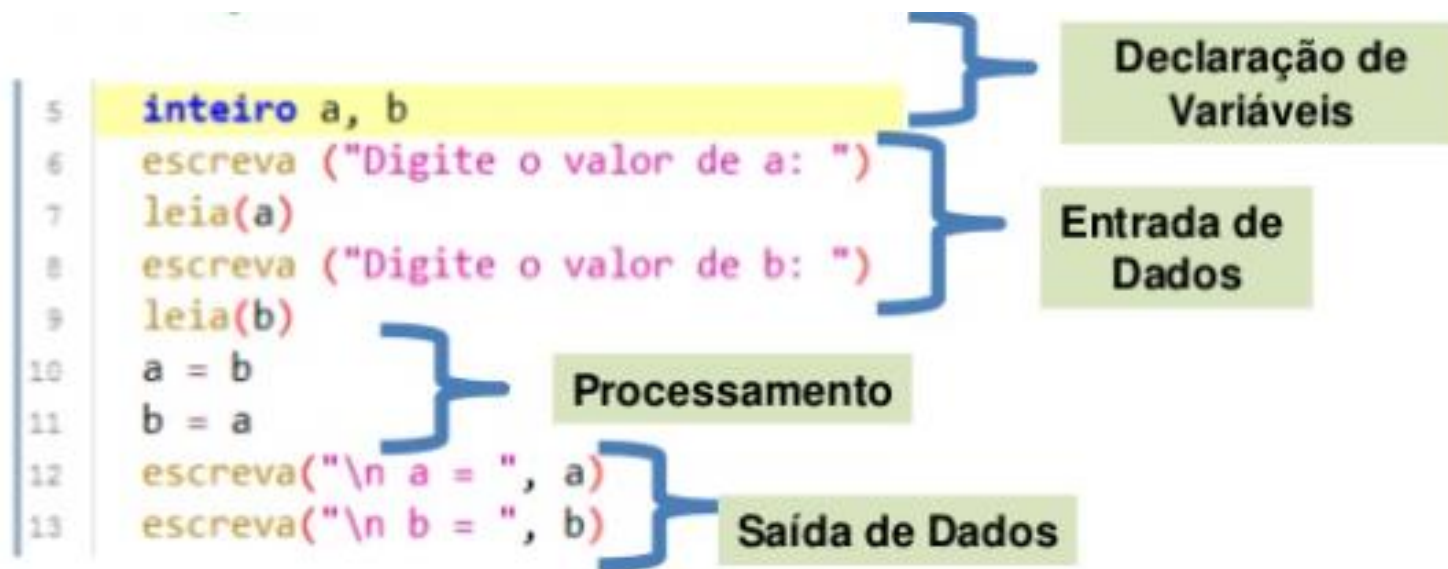 Declaração de
Variáveis
5 inteiro a, b
6 escreva ("Digite o valor de a: ")
7 leia(a)
8 escreva ("Digite o valor de b: ")
9 leia(b)
Entrada de
Dados
10 a = b
11 b = a
Processamento
12 escreva("\n a = ", a)
13 escreva("\n b = ", b)
Saída de Dados